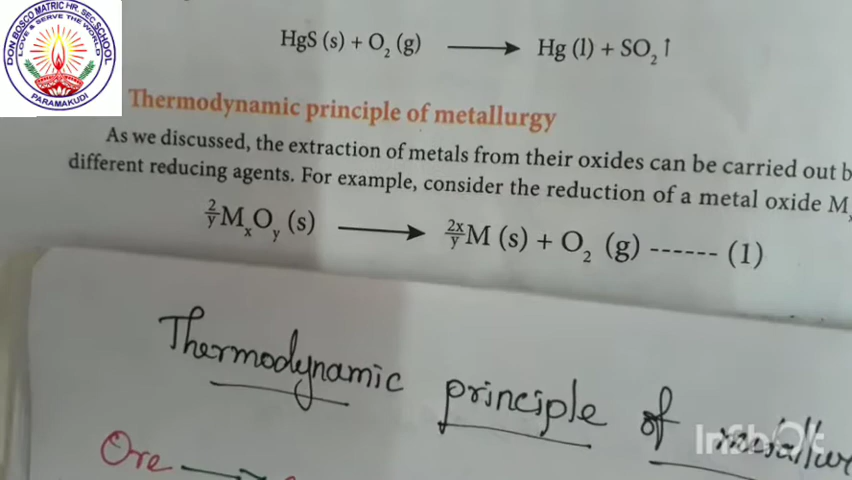 DON BOSCO MATRIC HR. SEC. SCHOOL
LOVE & SERVE THE WORLD
PARAMAKUDI
HgS (s) + O₂ (g) ⟶ Hg (l) + SO₂ ↑
Thermodynamic principle of metallurgy
As we discussed, the extraction of metals from their oxides can be carried out b
different reducing agents. For example, consider the reduction of a metal oxide M
2/y MₓOᵧ (s) ⟶ 2x/y M (s) + O₂ (g) ------ (1)
Thermodynamic principle of metallur
Ore →
InShOt